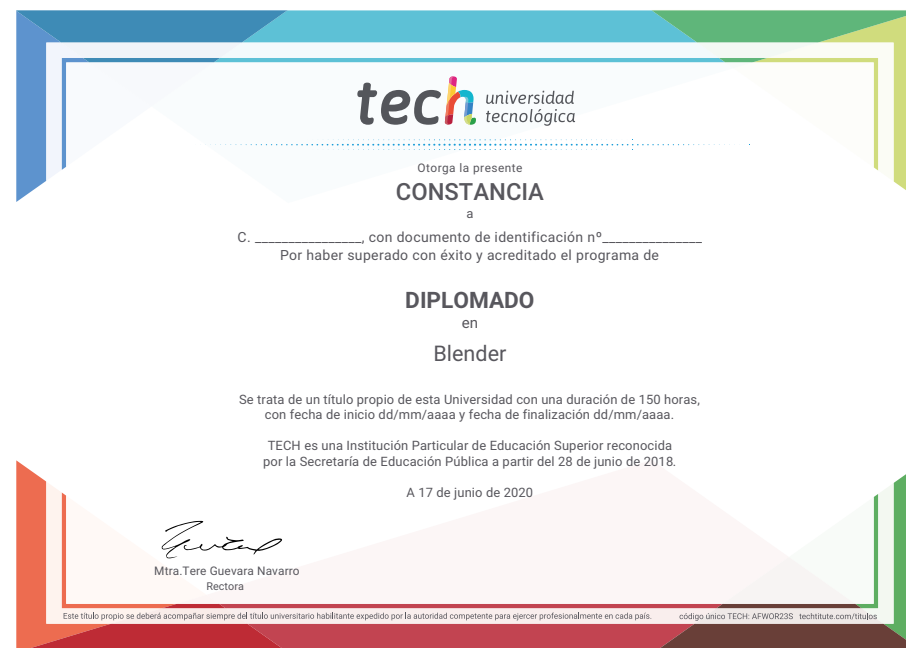 tech universidad
tecnológica
Otorga la presente
CONSTANCIA
a
C. ________________, con documento de identificación nº_______________
Por haber superado con éxito y acreditado el programa de
DIPLOMADO
en
Blender
Se trata de un título propio de esta Universidad con una duración de 150 horas,
con fecha de inicio dd/mm/aaaa y fecha de finalización dd/mm/aaaa.
TECH es una Institución Particular de Educación Superior reconocida
por la Secretaría de Educación Pública a partir del 28 de junio de 2018.
A 17 de junio de 2020
Mtra.Tere Guevara Navarro
Rectora
Este título propio se deberá acompañar siempre del título universitario habilitante expedido por la autoridad competente para ejercer profesionalmente en cada país. código único TECH: AFWOR23S techtitute.com/titulos